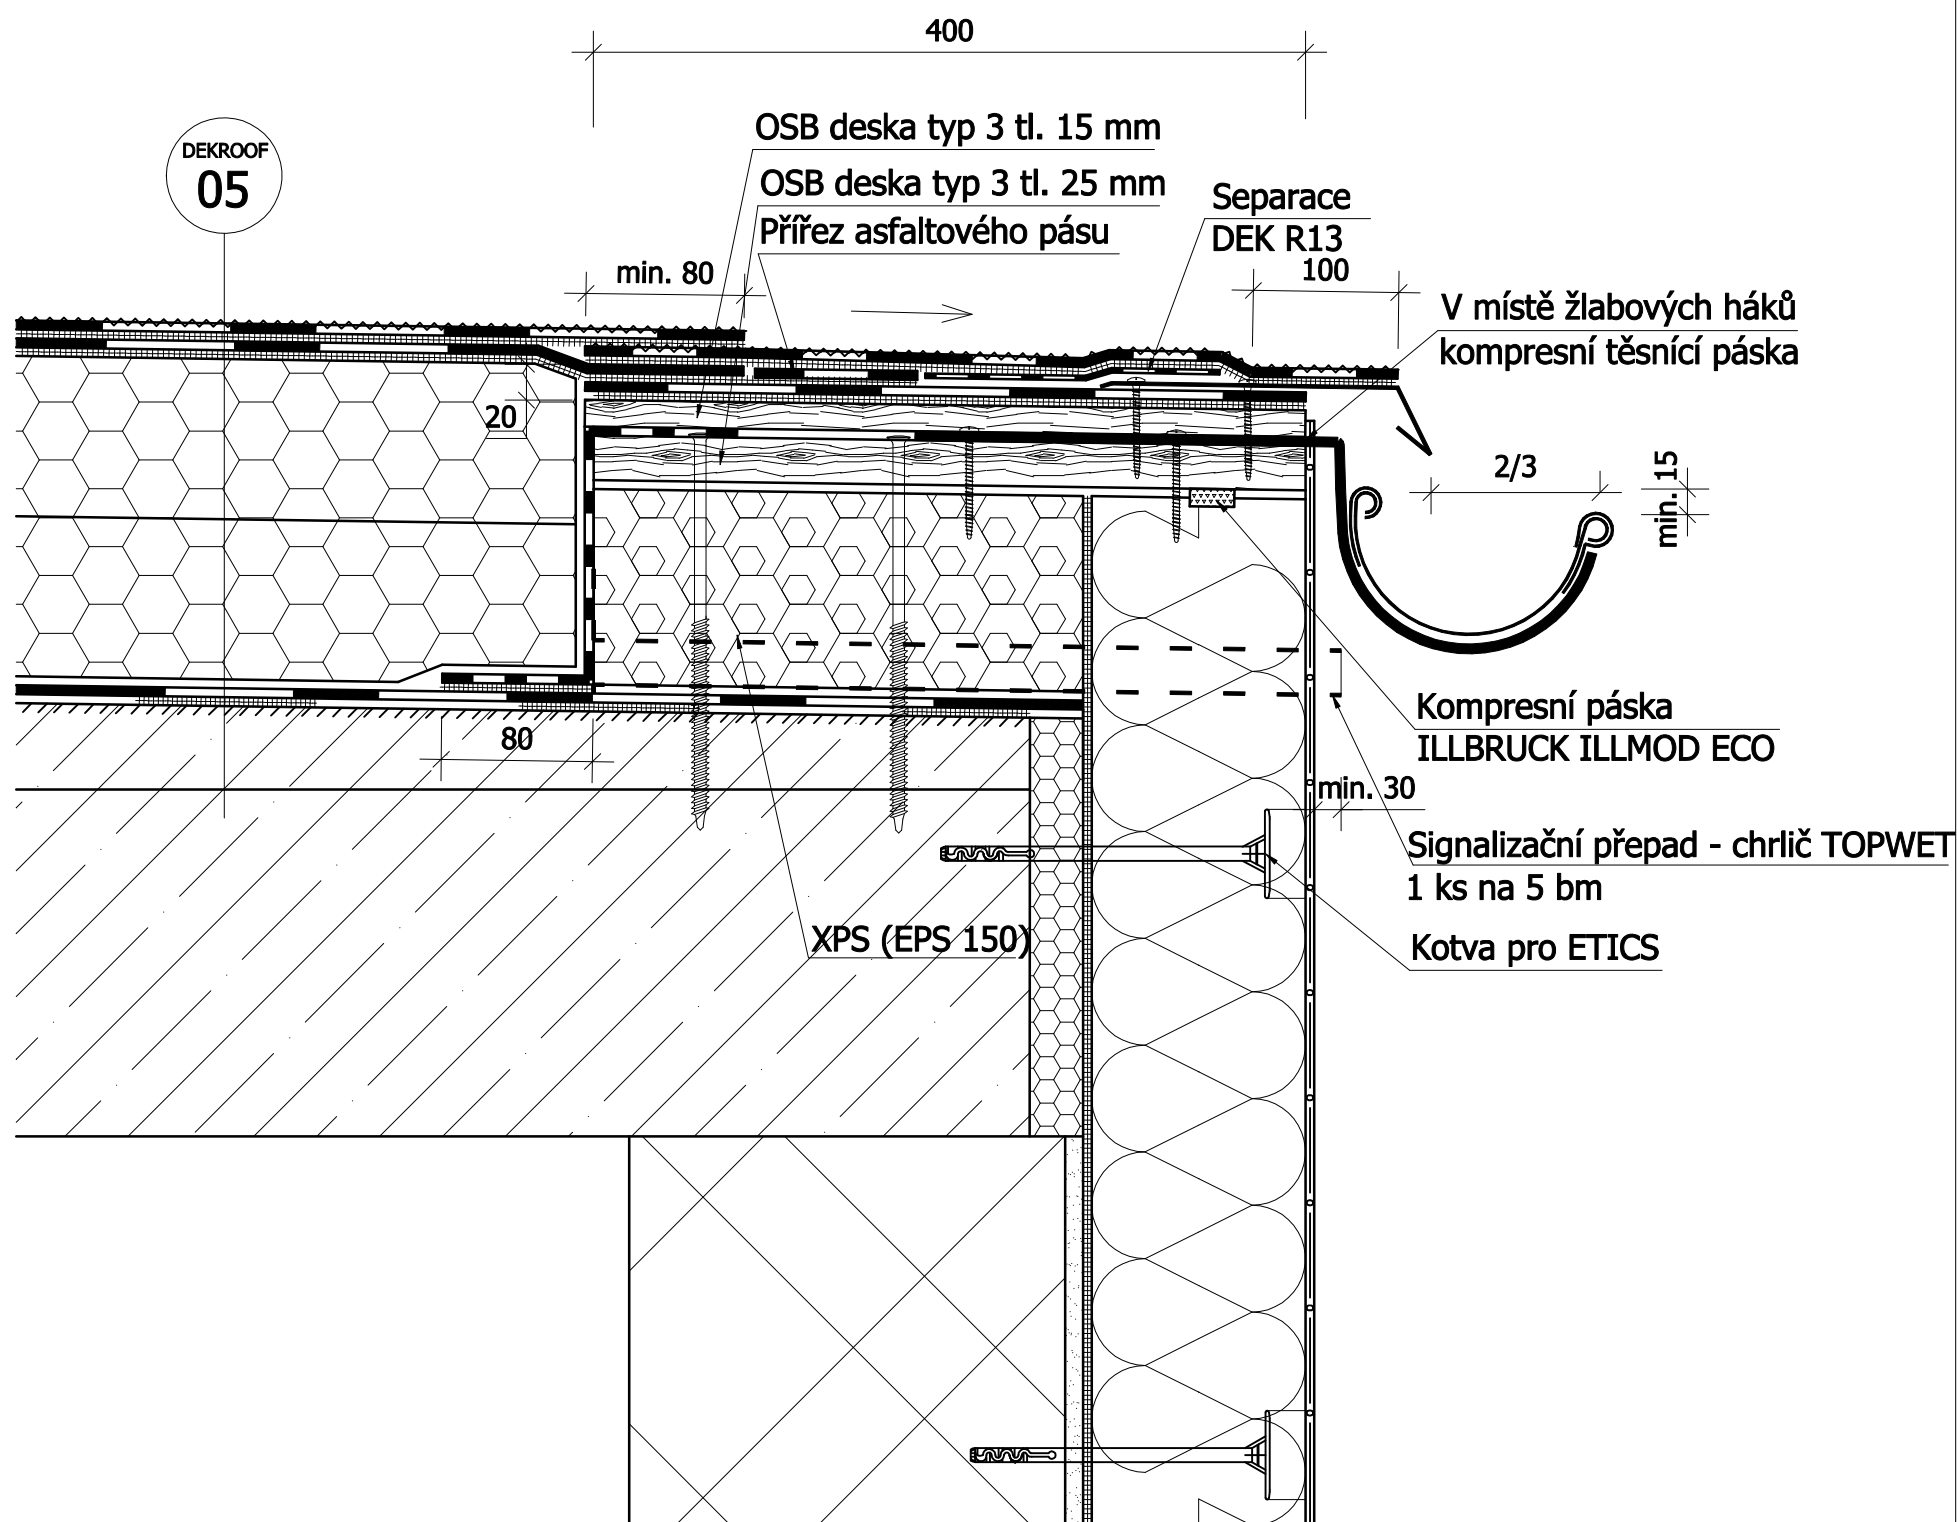 400
OSB deska typ 3 tl. 15 mm
DEKROOF
05
OSB deska typ 3 tl. 25 mm
Separace
DEK R13
Přířez asfaltového pásu
min. 80
100
V místě žlabových háků
kompresní těsnící páska
20
2/3
min. 15
Kompresní páska
ILLBRUCK ILLMOD ECO
80
min. 30
Signalizační přepad - chrlič TOPWET
1 ks na 5 bm
XPS (EPS 150)
Kotva pro ETICS